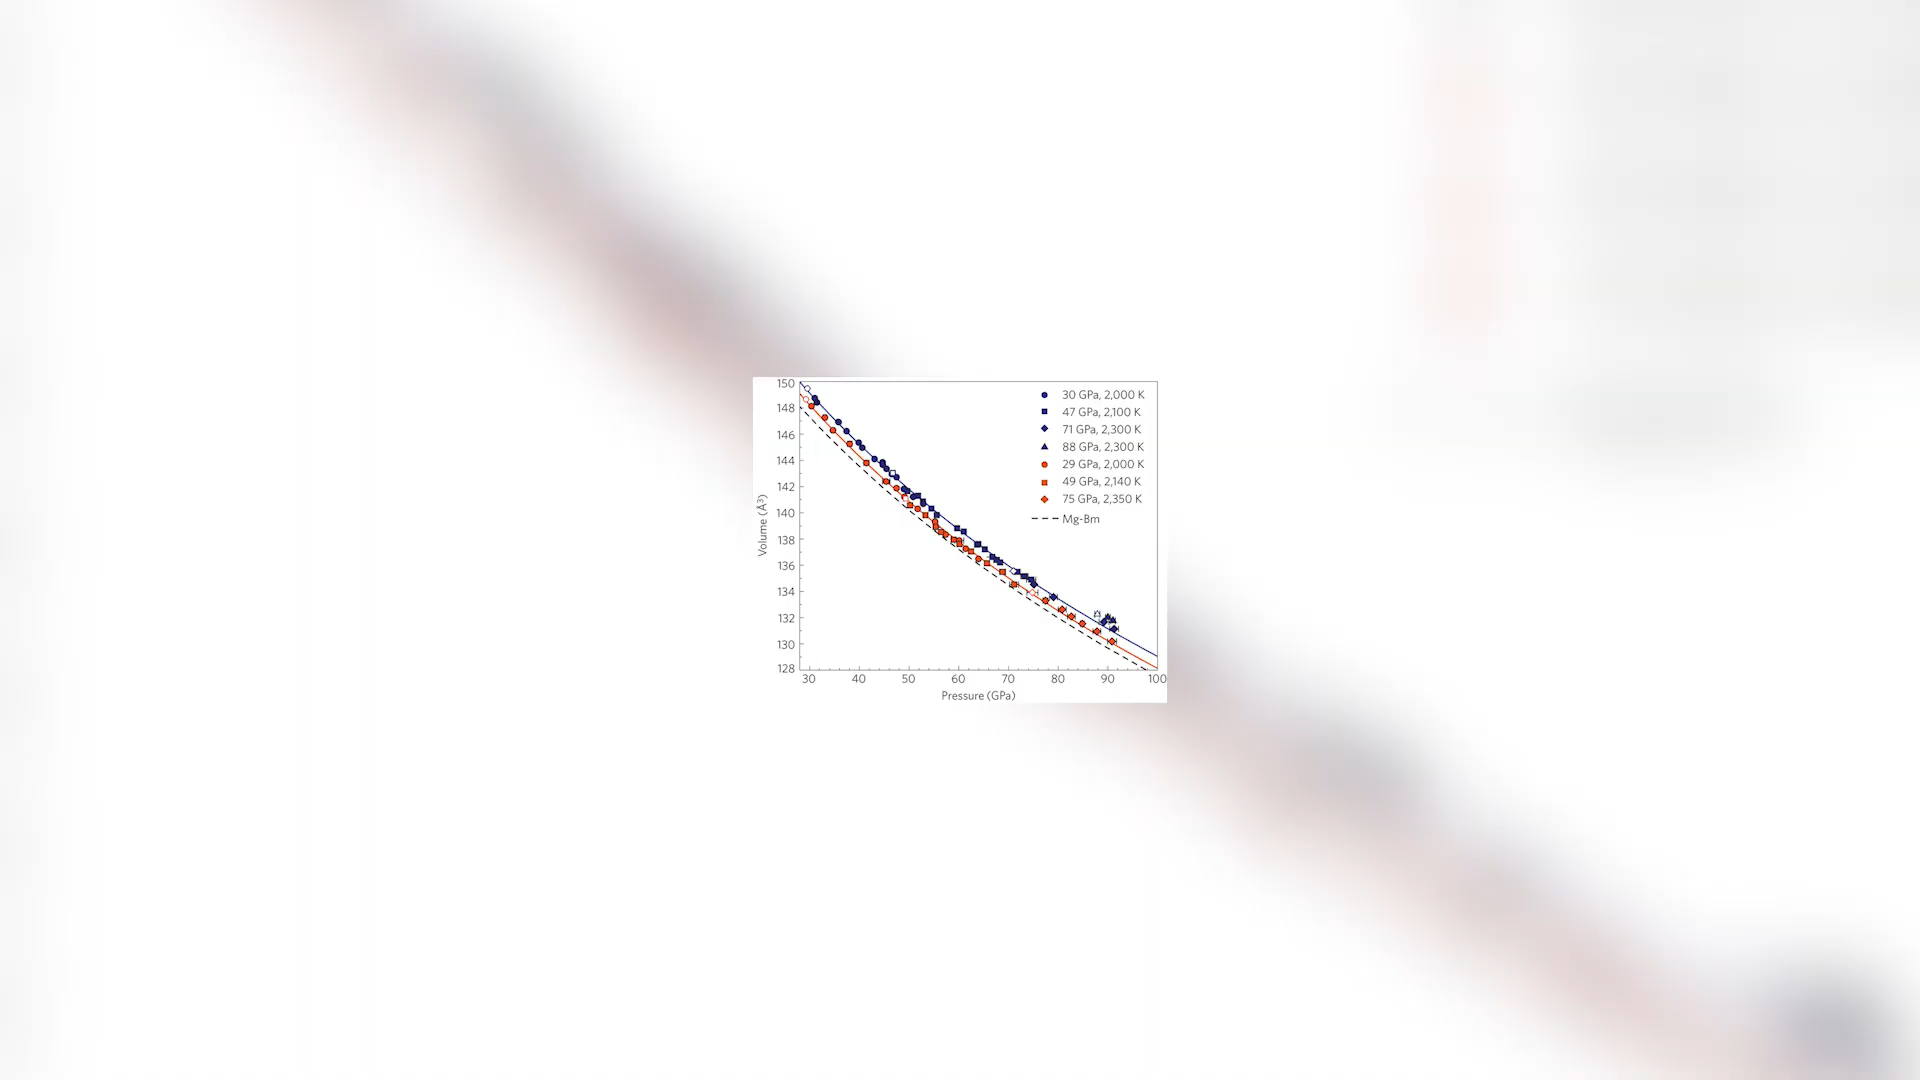 150
148
146
144
142
140
138
136
134
132
130
128
Volume (Å³)
30 GPa, 2,000 K
47 GPa, 2,100 K
71 GPa, 2,300 K
88 GPa, 2,300 K
29 GPa, 2,000 K
49 GPa, 2,140 K
75 GPa, 2,350 K
Mg-Bm
30 40 50 60 70 80 90 100
Pressure (GPa)